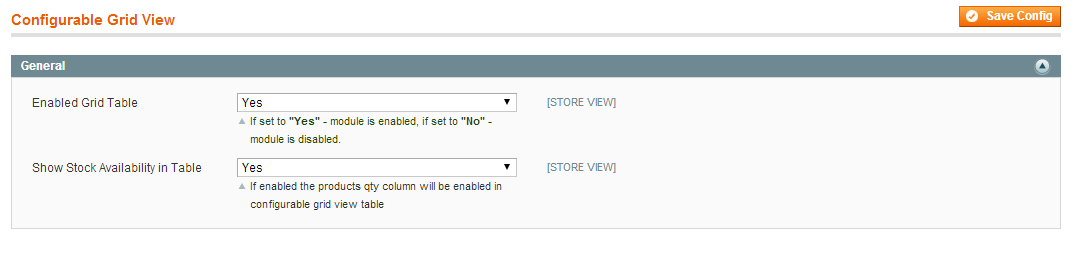 Configurable Grid View
Save Config
General
Enabled Grid Table
Yes
[STORE VIEW]
If set to "Yes" - module is enabled, if set to "No" -
module is disabled.
Show Stock Availability in Table
Yes
[STORE VIEW]
If enabled the products qty column will be enabled in
configurable grid view table